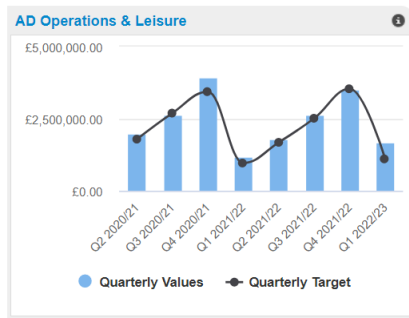 AD Operations & Leisure
£5,000,000.00
£2,500,000.00
£0.00
Q2 2020/21
Q3 2020/21
Q4 2020/21
Q1 2021/22
Q2 2021/22
Q3 2021/22
Q4 2021/22
Q1 2022/23
Quarterly Values
Quarterly Target